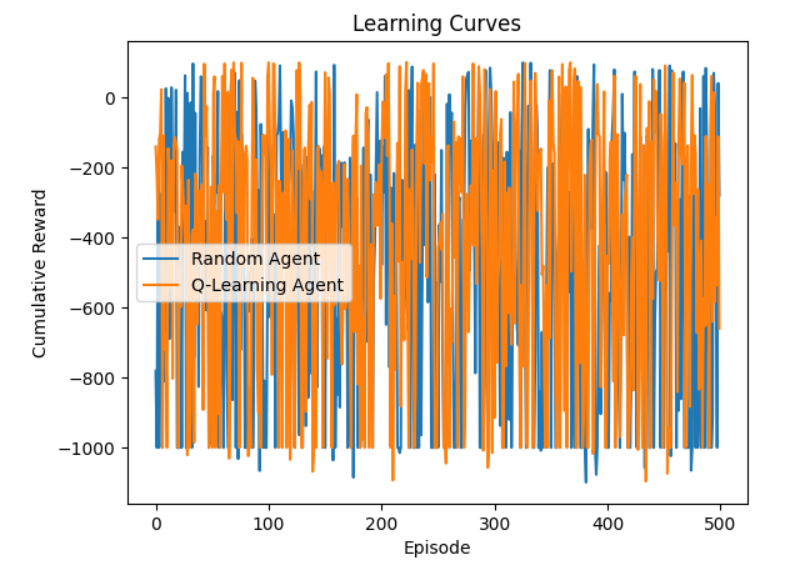 Learning Curves
Cumulative Reward
0
−200
−400
−600
−800
−1000
Random Agent
Q-Learning Agent
0
100
200
300
400
500
Episode